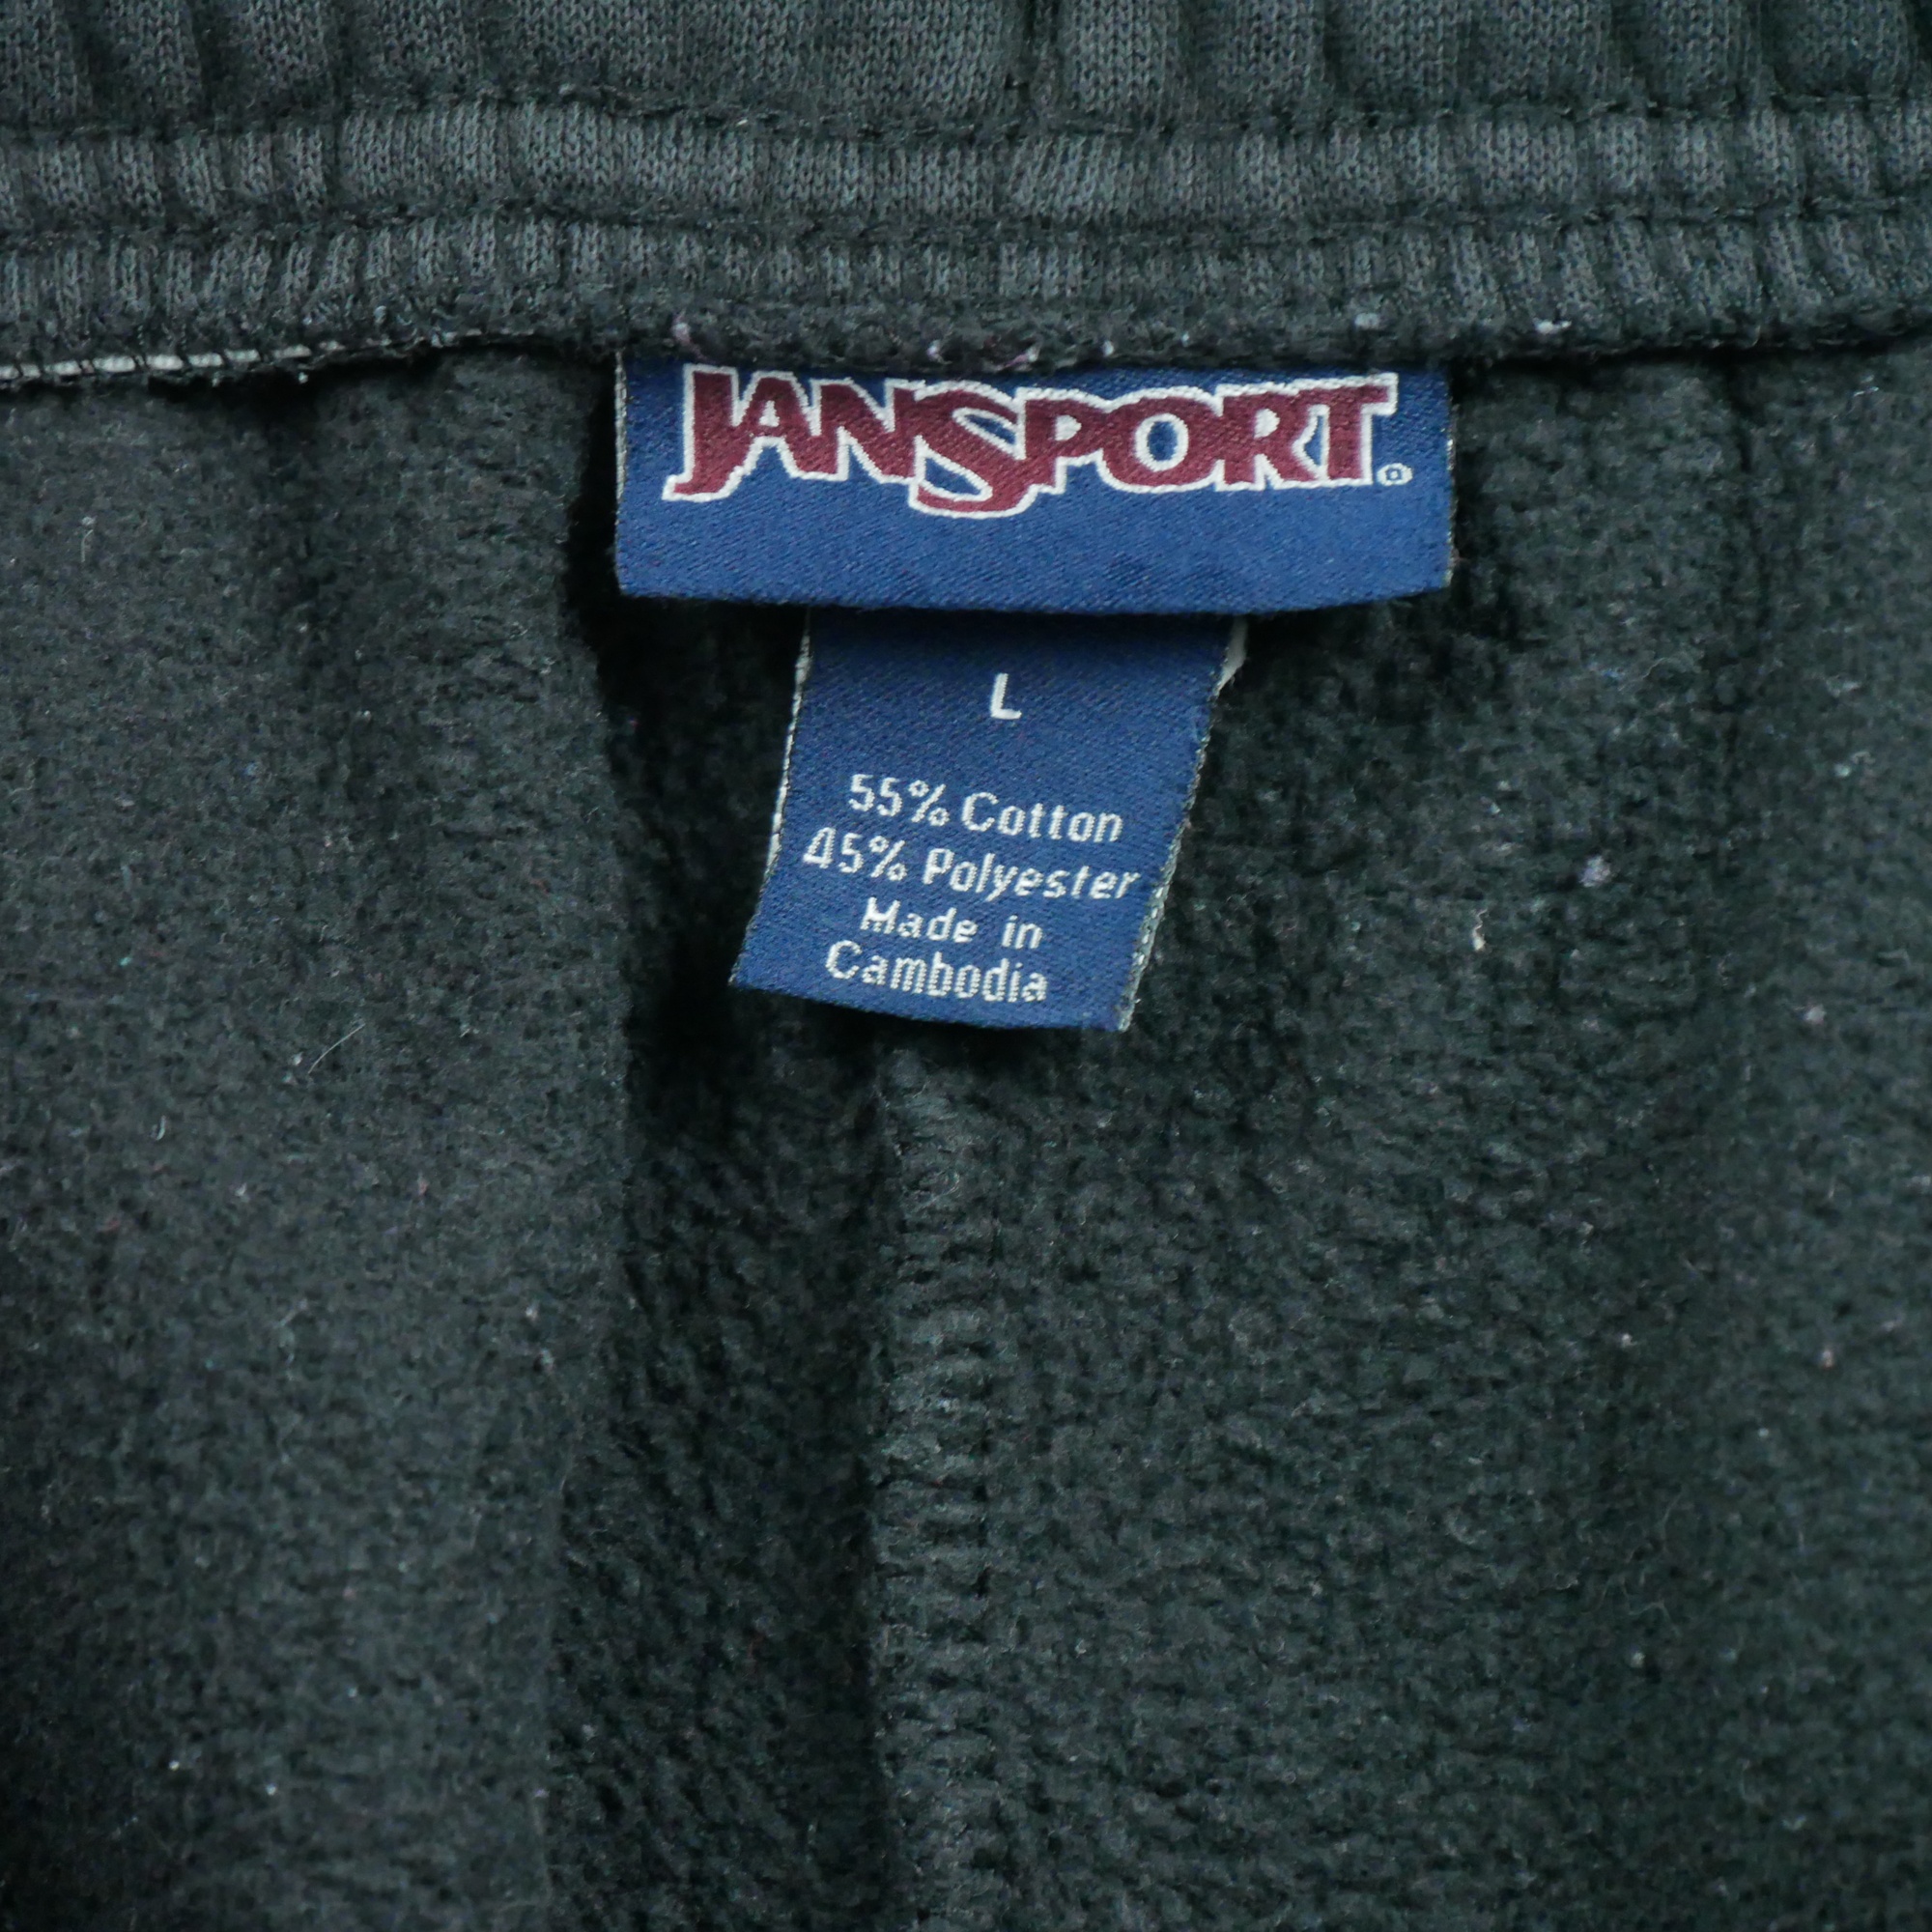 JANSPORT®
L
55% Cotton
45% Polyester
Made in
Cambodia